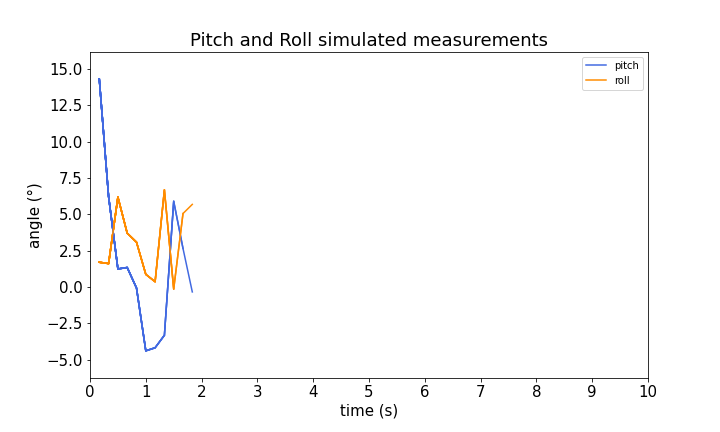 Pitch and Roll simulated measurements
pitch
roll
15.0
12.5
10.0
7.5
5.0
2.5
0.0
−2.5
−5.0
angle (°)
0 1 2 3 4 5 6 7 8 9 10
time (s)